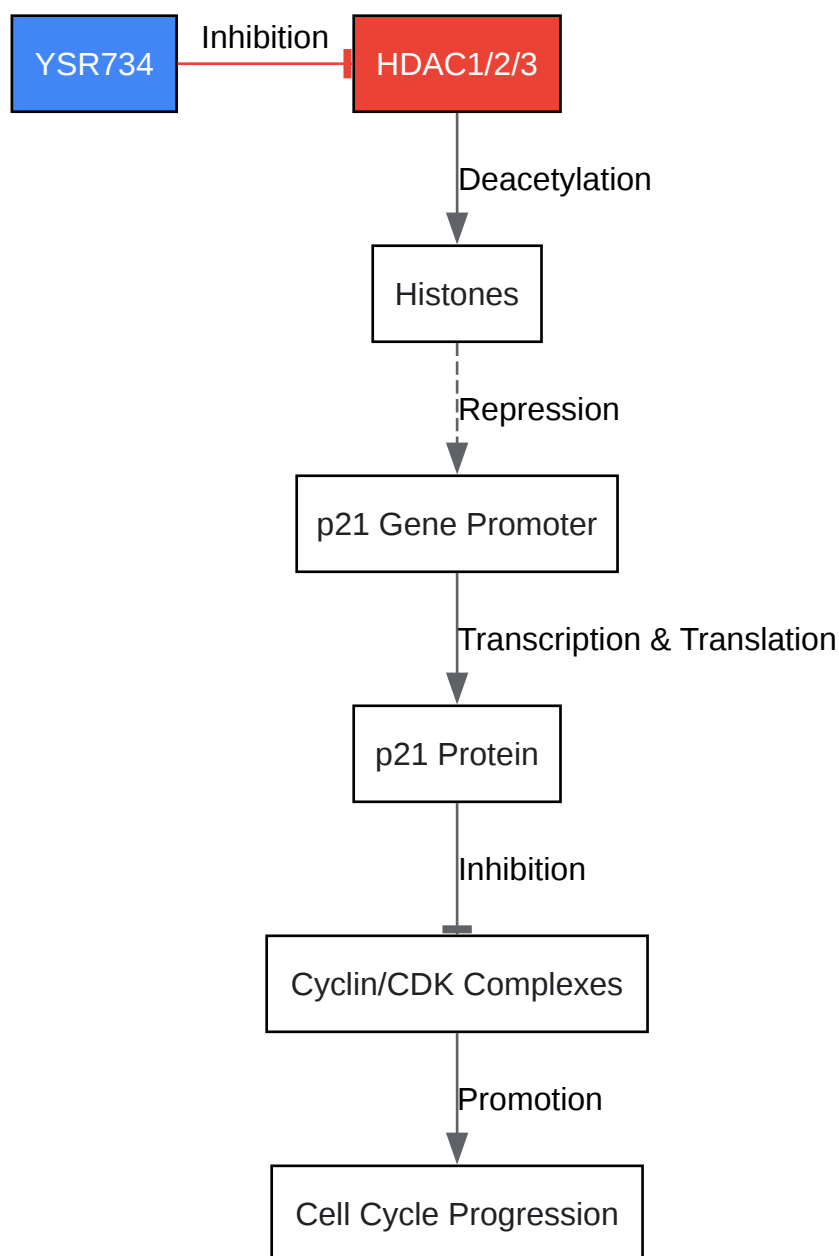 Inhibition
YSR734
HDAC1/2/3
Deacetylation
Histones
Repression
p21 Gene Promoter
Transcription & Translation
p21 Protein
Inhibition
Cyclin/CDK Complexes
Promotion
Cell Cycle Progression